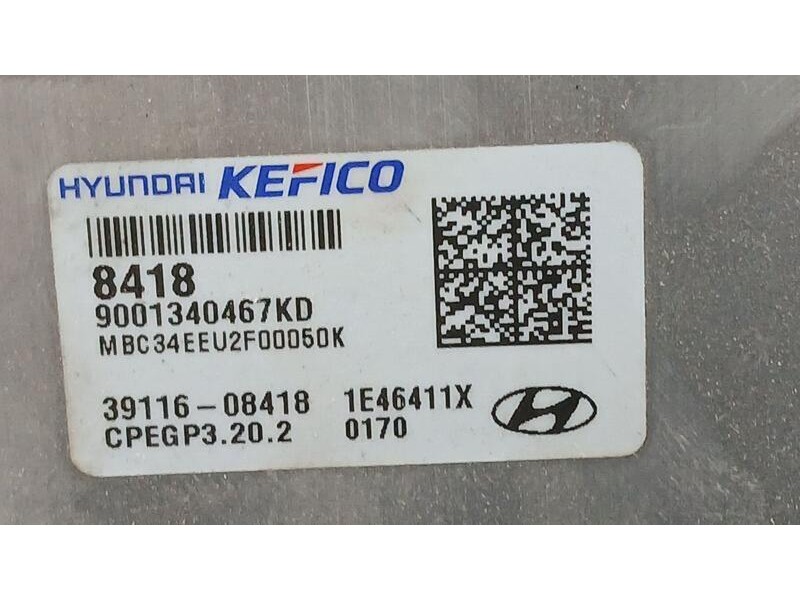 HYUNDAI KEFICO
8418
9001340467KD
MBC34EEU2F00050K
39116-08418 1E46411X
CPEGP3.20.2 0170